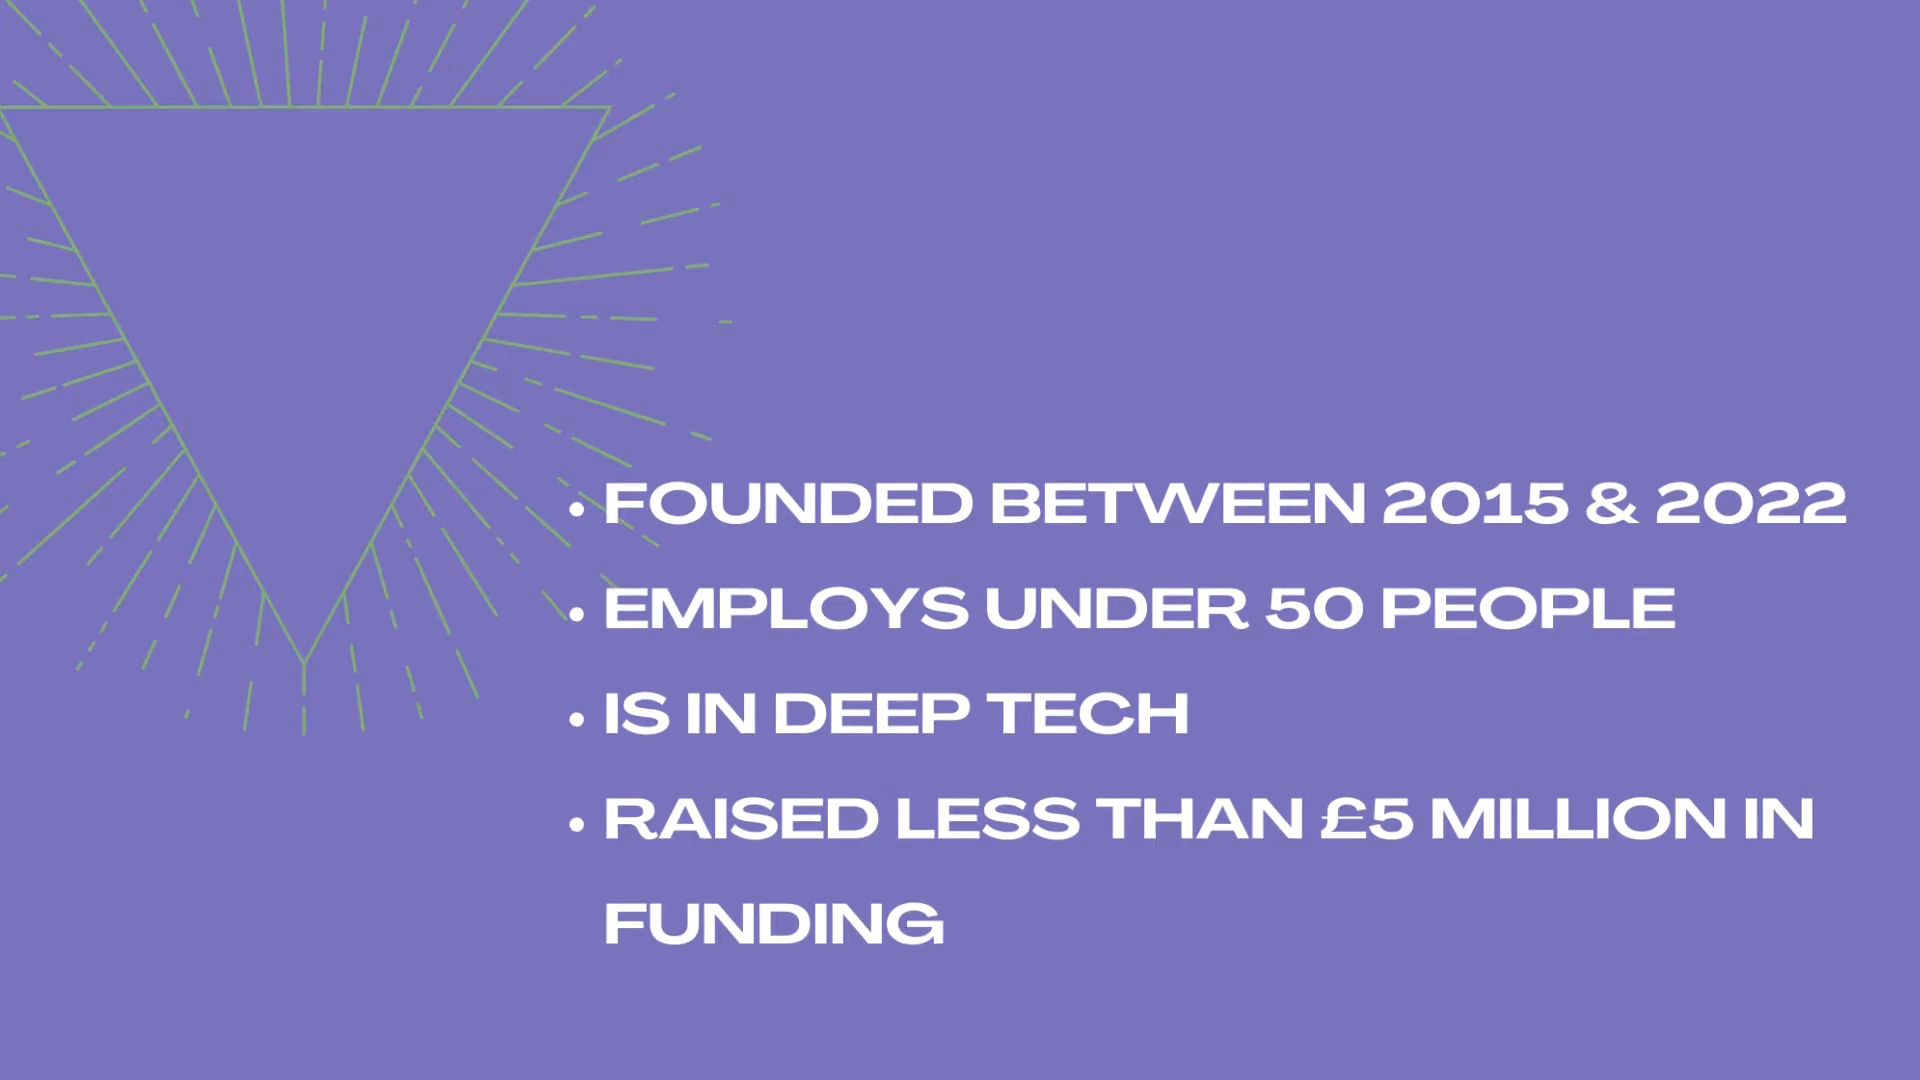 • FOUNDED BETWEEN 2015 & 2022
• EMPLOYS UNDER 50 PEOPLE
• IS IN DEEP TECH
• RAISED LESS THAN £5 MILLION IN
FUNDING